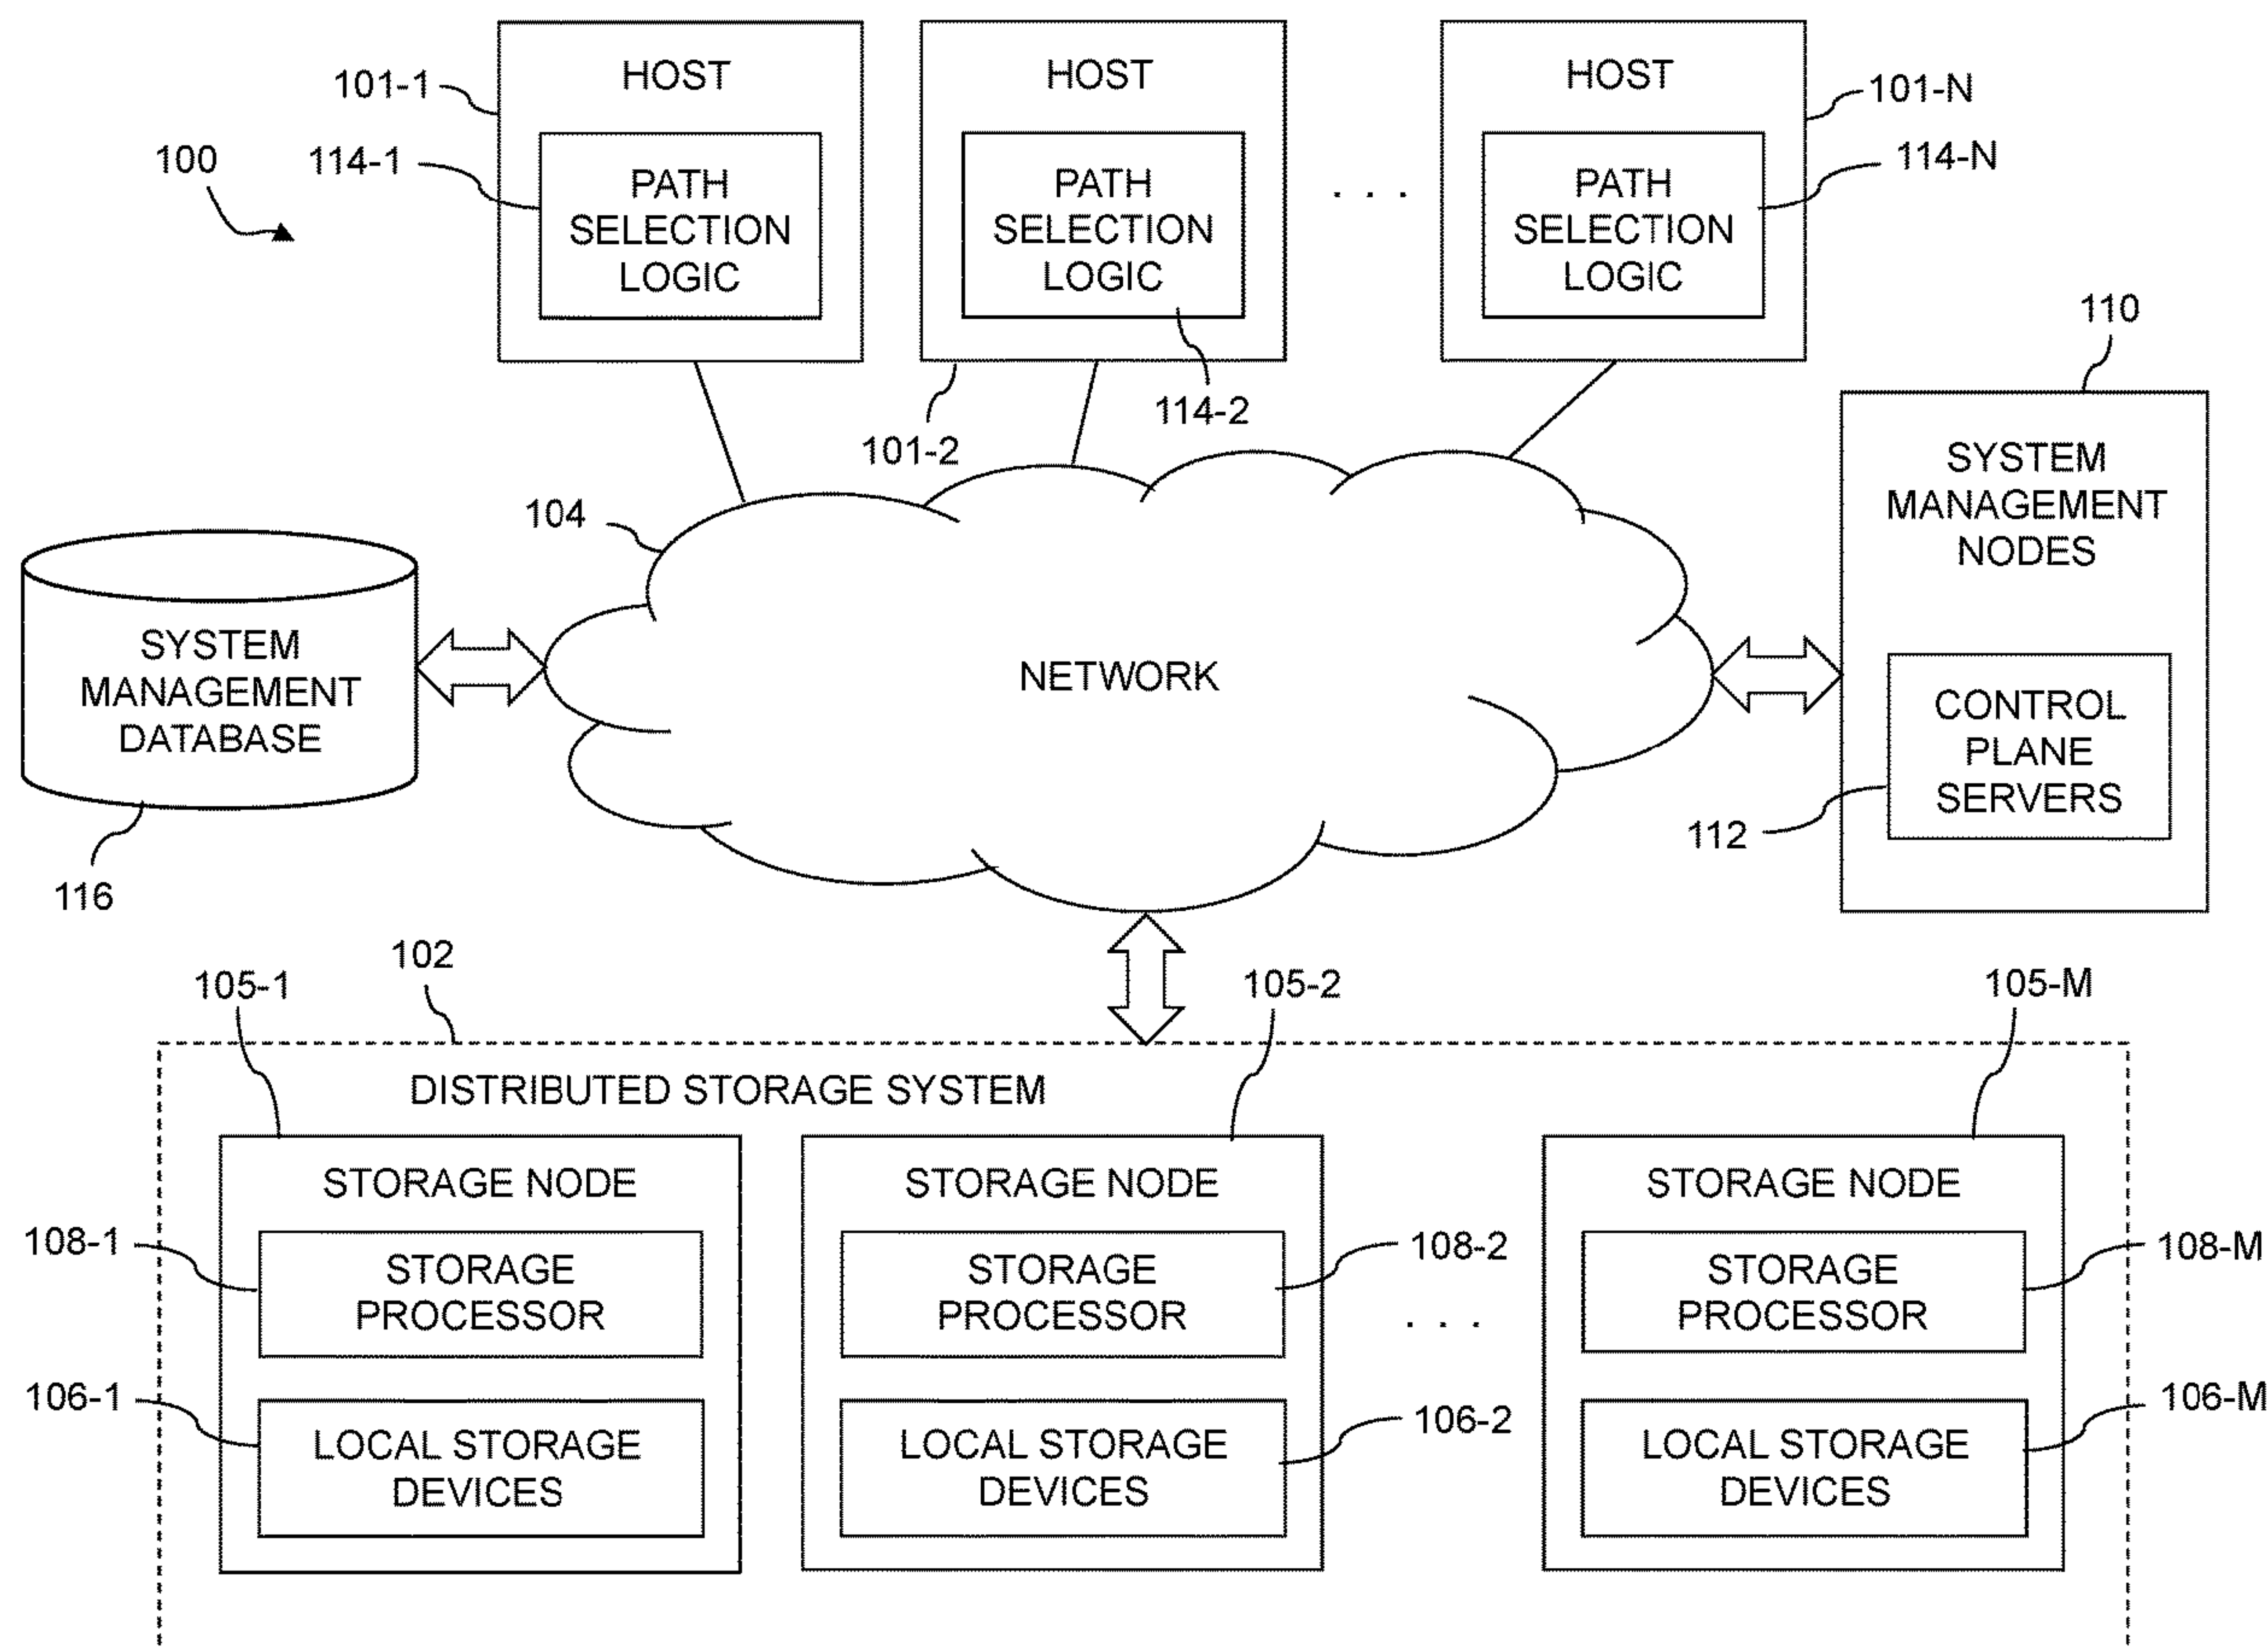 100
101-1
HOST
114-1
PATH
SELECTION
LOGIC
HOST
PATH
SELECTION
LOGIC
114-2
101-2
. . .
HOST
101-N
PATH
SELECTION
LOGIC
114-N
110
SYSTEM
MANAGEMENT
NODES
CONTROL
PLANE
SERVERS
112
104
NETWORK
SYSTEM
MANAGEMENT
DATABASE
116
102
DISTRIBUTED STORAGE SYSTEM
105-1
STORAGE NODE
108-1
STORAGE
PROCESSOR
106-1
LOCAL STORAGE
DEVICES
105-2
STORAGE NODE
STORAGE
PROCESSOR
108-2
LOCAL STORAGE
DEVICES
106-2
. . .
105-M
STORAGE NODE
STORAGE
PROCESSOR
108-M
LOCAL STORAGE
DEVICES
106-M